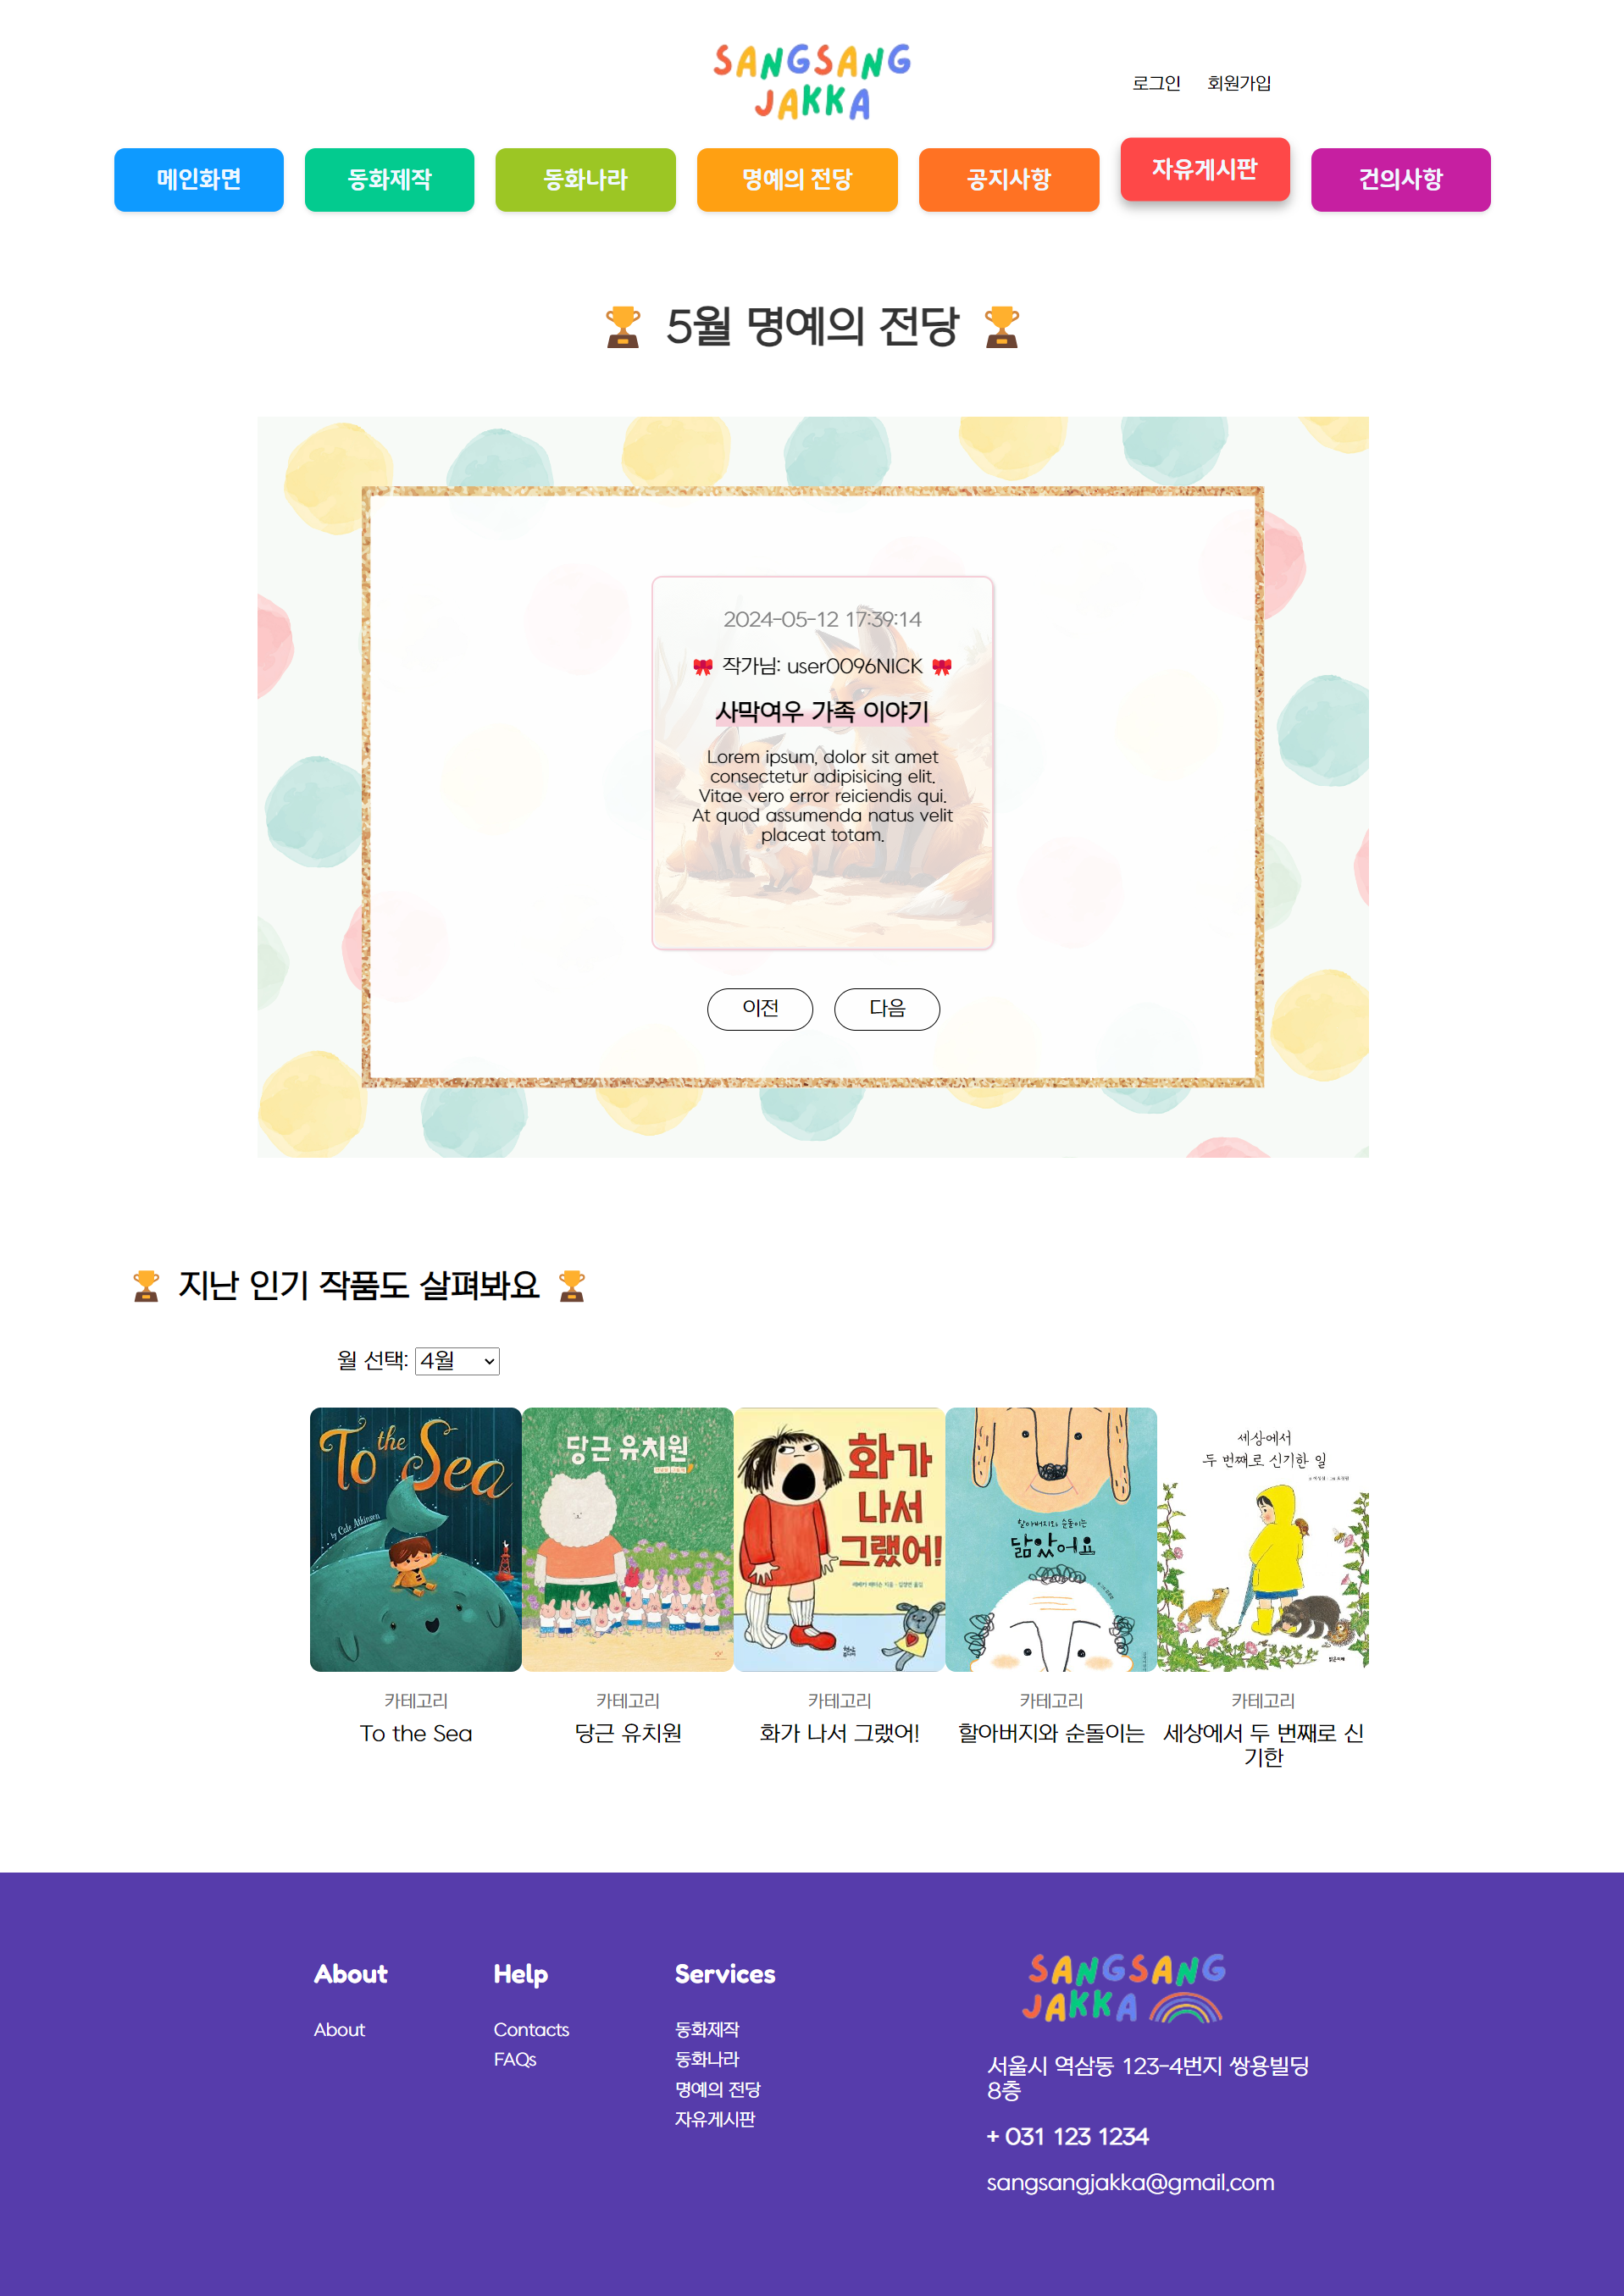 SANGSANG
JAKKA
로그인 회원가입
메인화면 동화제작 동화나라 명예의 전당 공지사항 자유게시판 건의사항
5월 명예의 전당
2024-05-12 17:39:14
작가님: user0096NICK
사막여우 가족 이야기
Lorem ipsum, dolor sit amet
consectetur adipisicing elit.
Vitae vero error reiciendis qui.
At quod assumenda natus velit
placeat totam.
이전 다음
지난 인기 작품도 살펴봐요
월 선택: 4월
To the Sea
by Cale Atkinson
당근 유치원
화가
나서
그랬어!
레베카 패터슨 지음 · 김경연 옮김
할아버지와 순돌이는
닮았어요
세상에서
두 번째로 신기한 일
카테고리
To the Sea
카테고리
당근 유치원
카테고리
화가 나서 그랬어!
카테고리
할아버지와 순돌이는
카테고리
세상에서 두 번째로 신
기한
About
About
Help
Contacts
FAQs
Services
동화제작
동화나라
명예의 전당
자유게시판
SANGSANG
JAKKA
서울시 역삼동 123-4번지 쌍용빌딩
8층
+ 031 123 1234
sangsangjakka@gmail.com